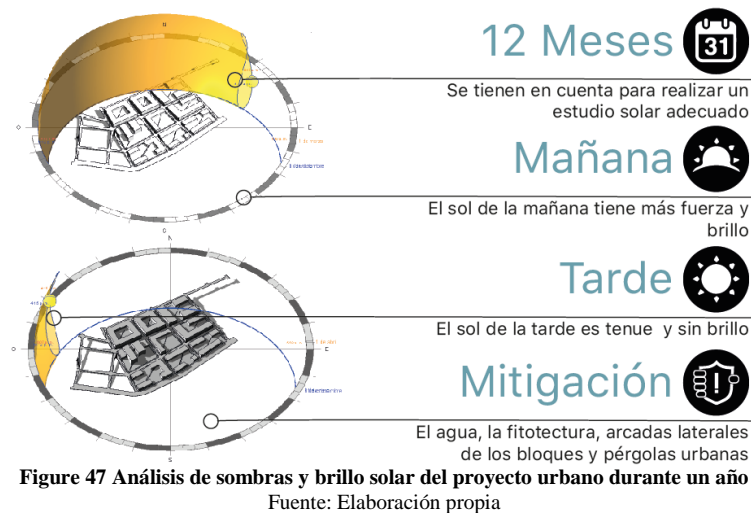 12 Meses
31
Se tienen en cuenta para realizar un
estudio solar adecuado
Mañana
El sol de la mañana tiene más fuerza y
brillo
Tarde
El sol de la tarde es tenue y sin brillo
Mitigación
El agua, la fitotectura, arcadas laterales
de los bloques y pérgolas urbanas
N
O
E
S
Figure 47 Análisis de sombras y brillo solar del proyecto urbano durante un año
Fuente: Elaboración propia